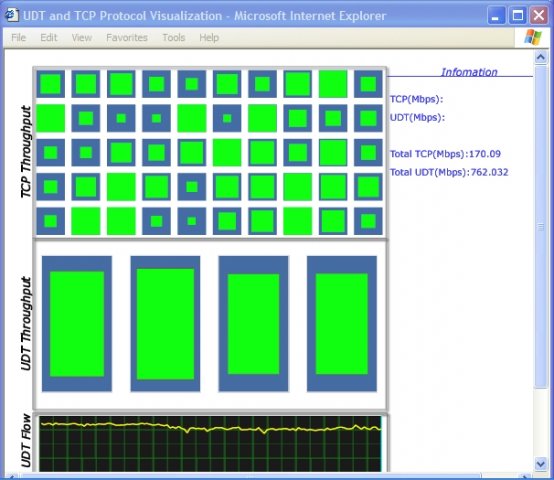 UDT and TCP Protocol Visualization - Microsoft Internet Explorer
File Edit View Favorites Tools Help
TCP Throughput
Infomation
TCP(Mbps):
UDT(Mbps):
Total TCP(Mbps):170.09
Total UDT(Mbps):762.032
UDT Throughput
UDT Flow